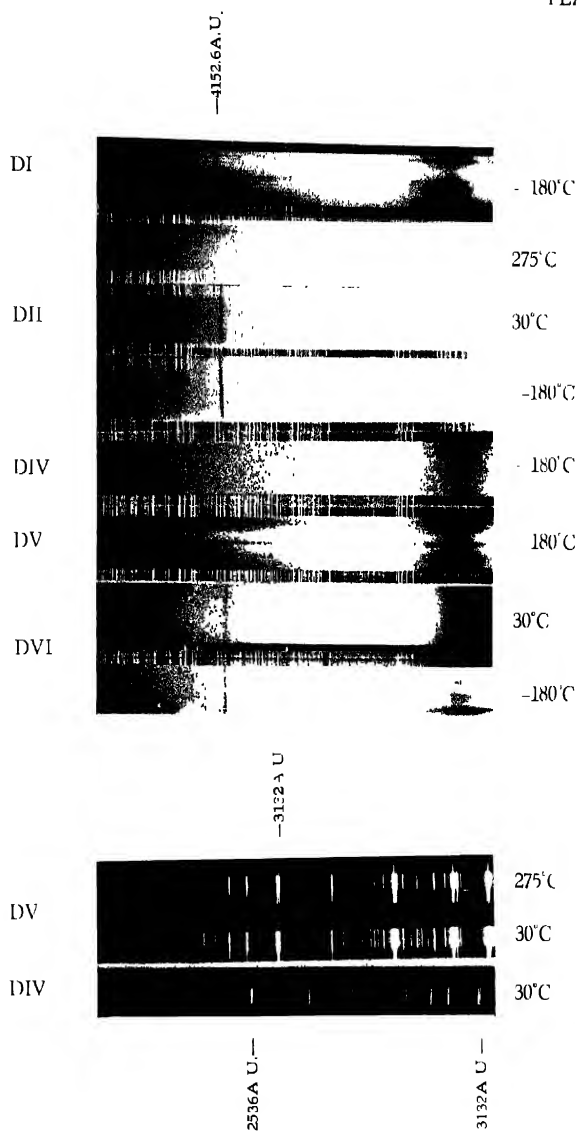 —4152.6A.U.
DI
- 180°C
275°C
DII
30°C
-180°C
DIV
- 180°C
DV
180°C
30°C
DVI
-180°C
—3132A U
DV
275°C
30°C
DIV
30°C
2536A U.—
3132A U —